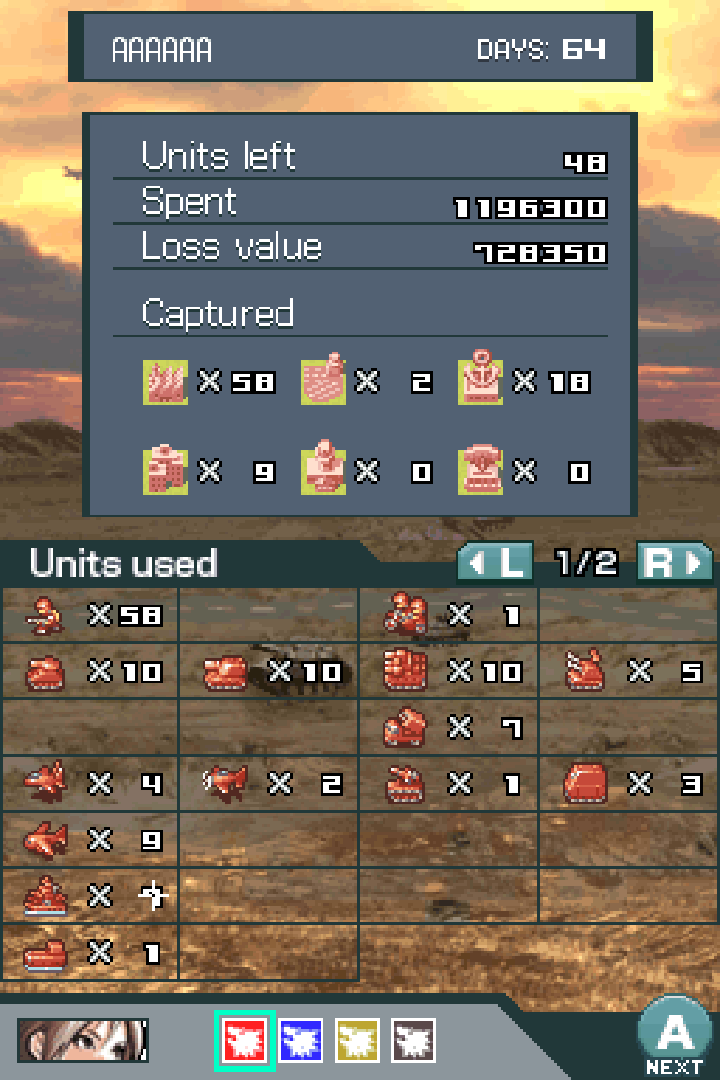 AAAAAA DAYS: 64
Units left 48
Spent 1196300
Loss value 728350
Captured
X 58 X 2 X 18
X 9 X 0 X 0
Units used L 1/2 R
X 58 X 1
X 10 X 10 X 10 X 5
X 7
X 4 X 2 X 1 X 3
X 9
X
X 1
A
NEXT